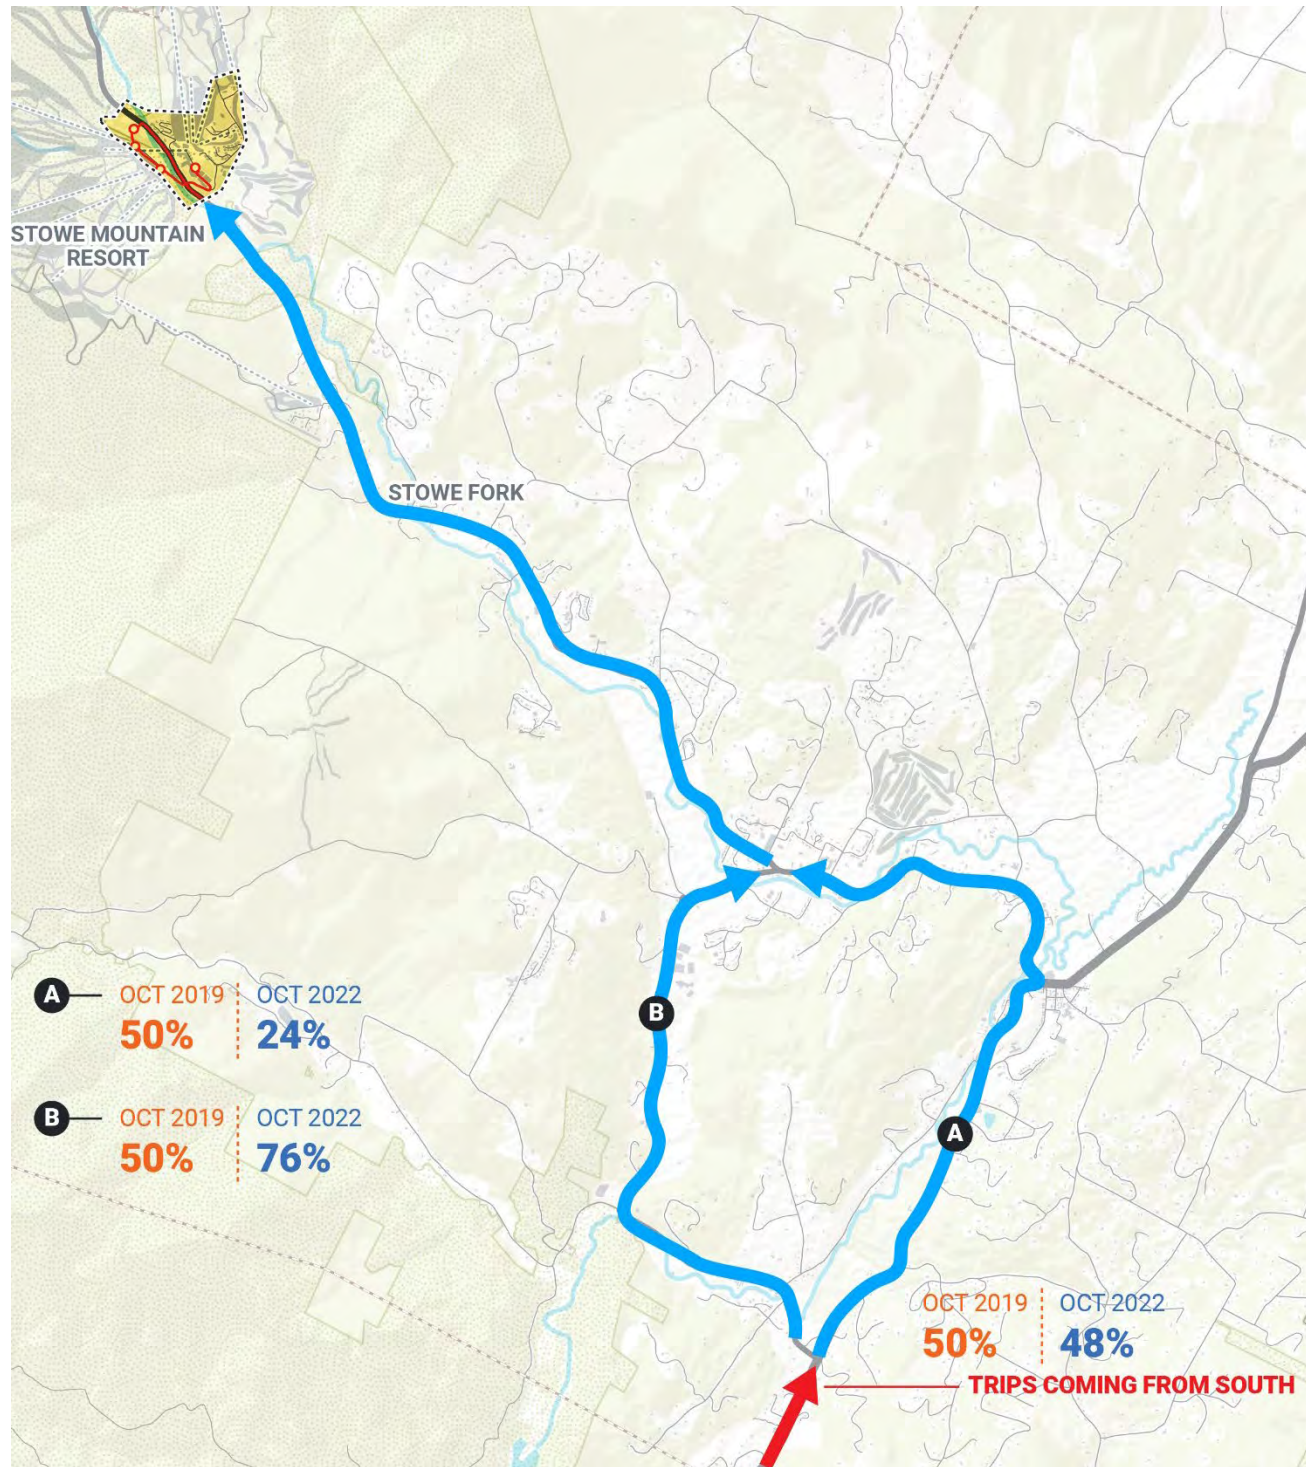 STOWE MOUNTAIN
RESORT
STOWE FORK
A
OCT 2019
OCT 2022
50%
24%
B
OCT 2019
OCT 2022
50%
76%
B
A
OCT 2019
OCT 2022
50%
48%
TRIPS COMING FROM SOUTH